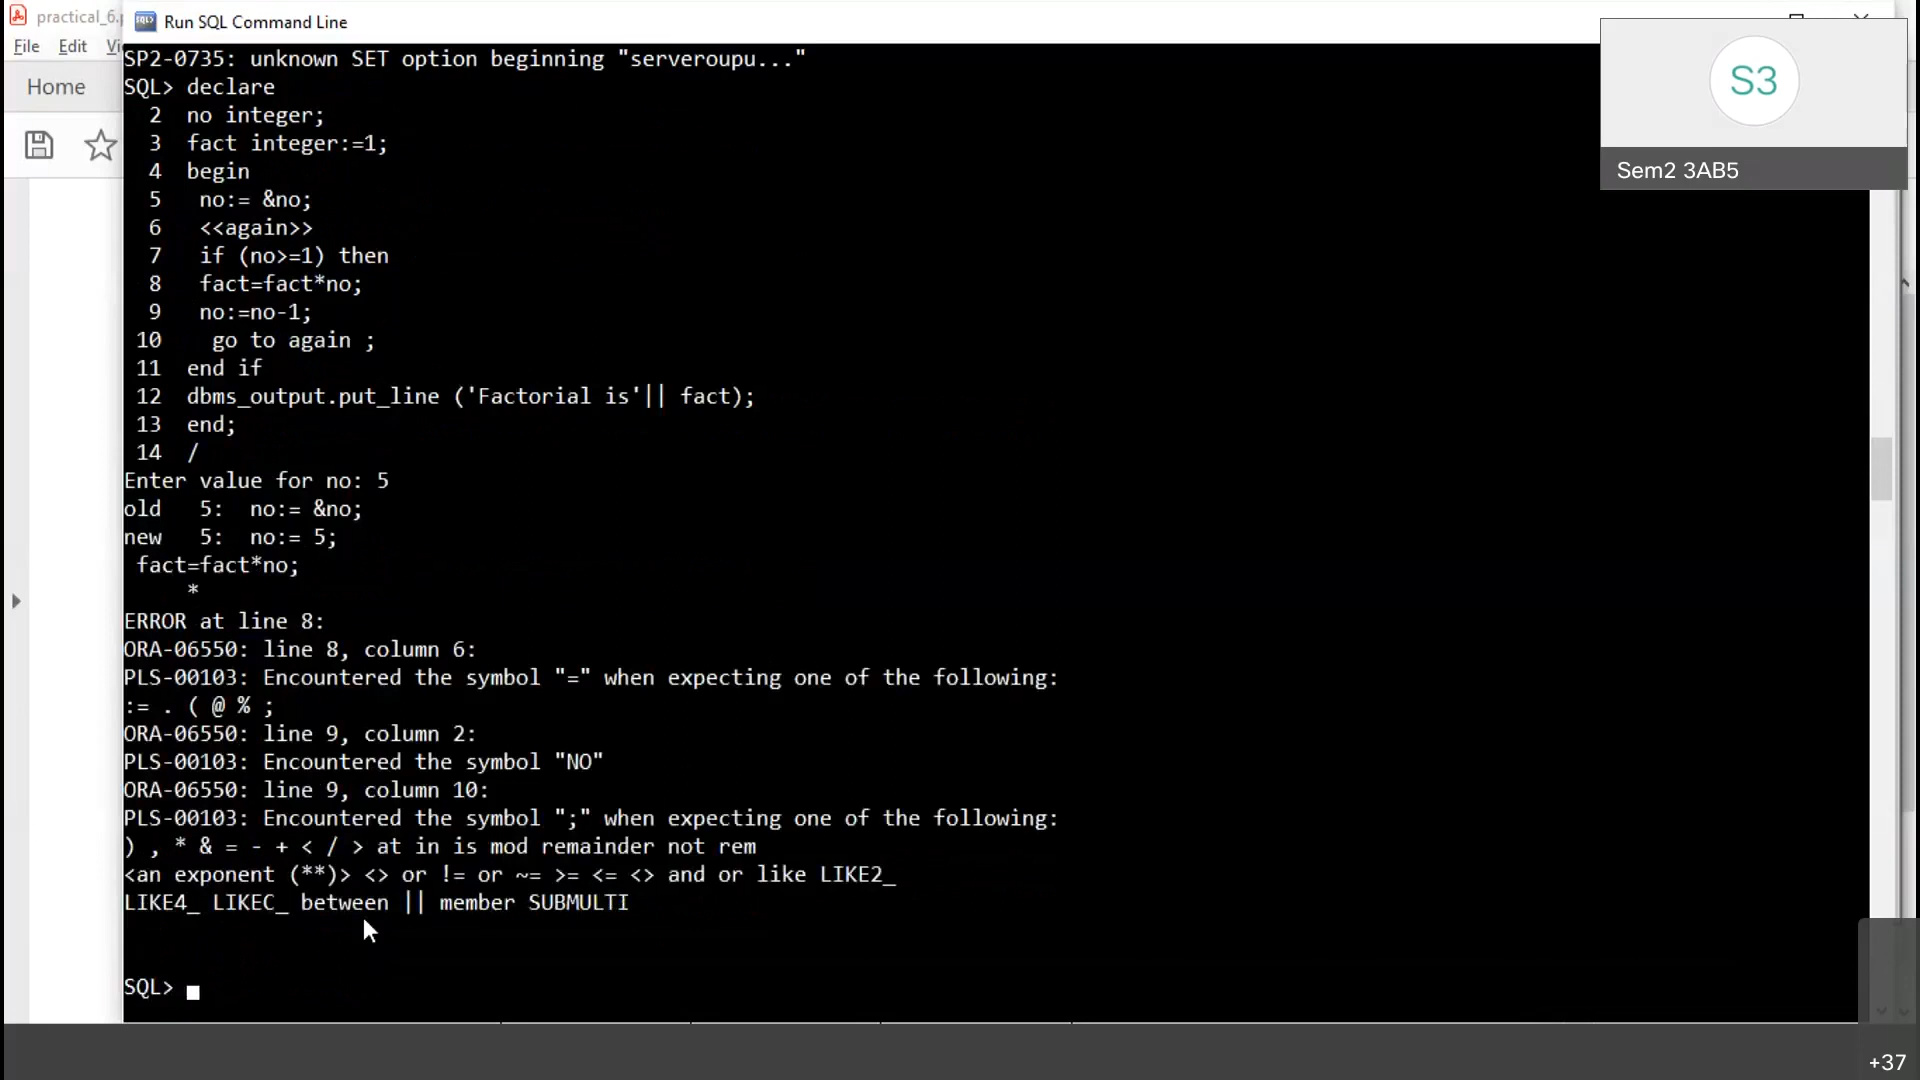 practical_6.p
Run SQL Command Line
File Edit Vi
Home
SP2-0735: unknown SET option beginning "serveroupu..."
SQL> declare
2 no integer;
3 fact integer:=1;
4 begin
5 no:= &no;
6 <<again>>
7 if (no>=1) then
8 fact=fact*no;
9 no:=no-1;
10 go to again ;
11 end if
12 dbms_output.put_line ('Factorial is'|| fact);
13 end;
14 /
Enter value for no: 5
old 5: no:= &no;
new 5: no:= 5;
fact=fact*no;
*
ERROR at line 8:
ORA-06550: line 8, column 6:
PLS-00103: Encountered the symbol "=" when expecting one of the following:
:= . ( @ % ;
ORA-06550: line 9, column 2:
PLS-00103: Encountered the symbol "NO"
ORA-06550: line 9, column 10:
PLS-00103: Encountered the symbol ";" when expecting one of the following:
) , * & = - + < / > at in is mod remainder not rem
<an exponent (**)> <> or != or ~= >= <= <> and or like LIKE2_
LIKE4_ LIKEC_ between || member SUBMULTI
SQL>
S3
Sem2 3AB5
+37